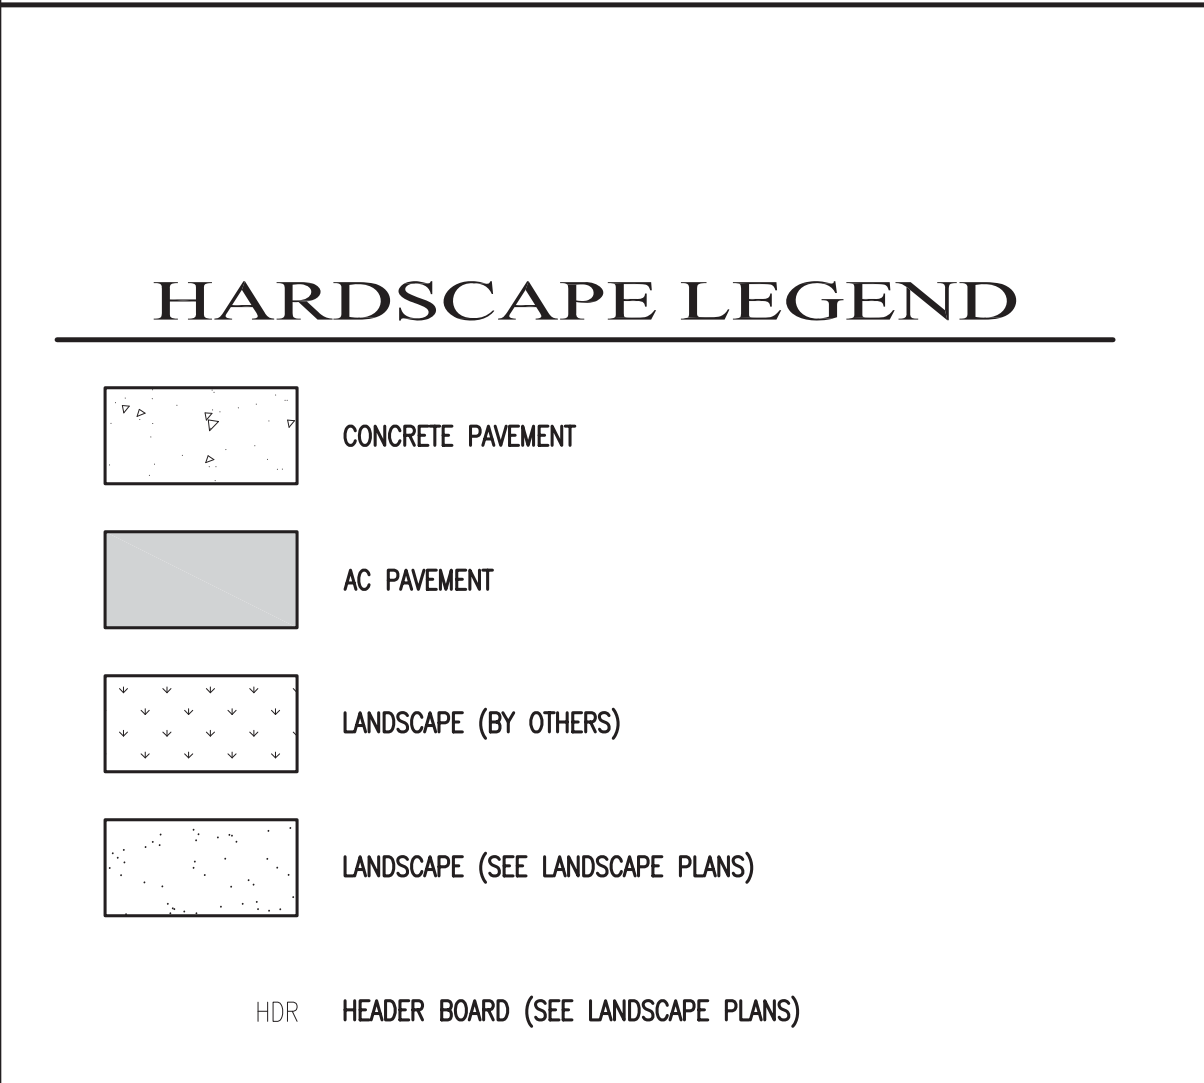 HARDSCAPE LEGEND
CONCRETE PAVEMENT
AC PAVEMENT
LANDSCAPE (BY OTHERS)
LANDSCAPE (SEE LANDSCAPE PLANS)
HDR HEADER BOARD (SEE LANDSCAPE PLANS)